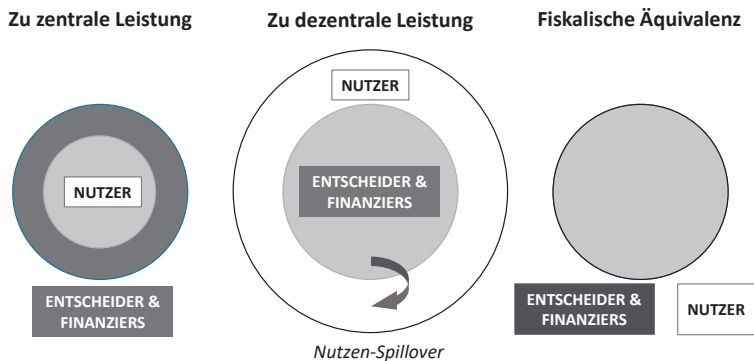 Zu zentrale Leistung
Zu dezentrale Leistung
Fiskalische Äquivalenz
NUTZER
NUTZER
ENTSCHEIDER &
FINANZIERS
ENTSCHEIDER &
FINANZIERS
ENTSCHEIDER &
FINANZIERS
NUTZER
Nutzen-Spillover